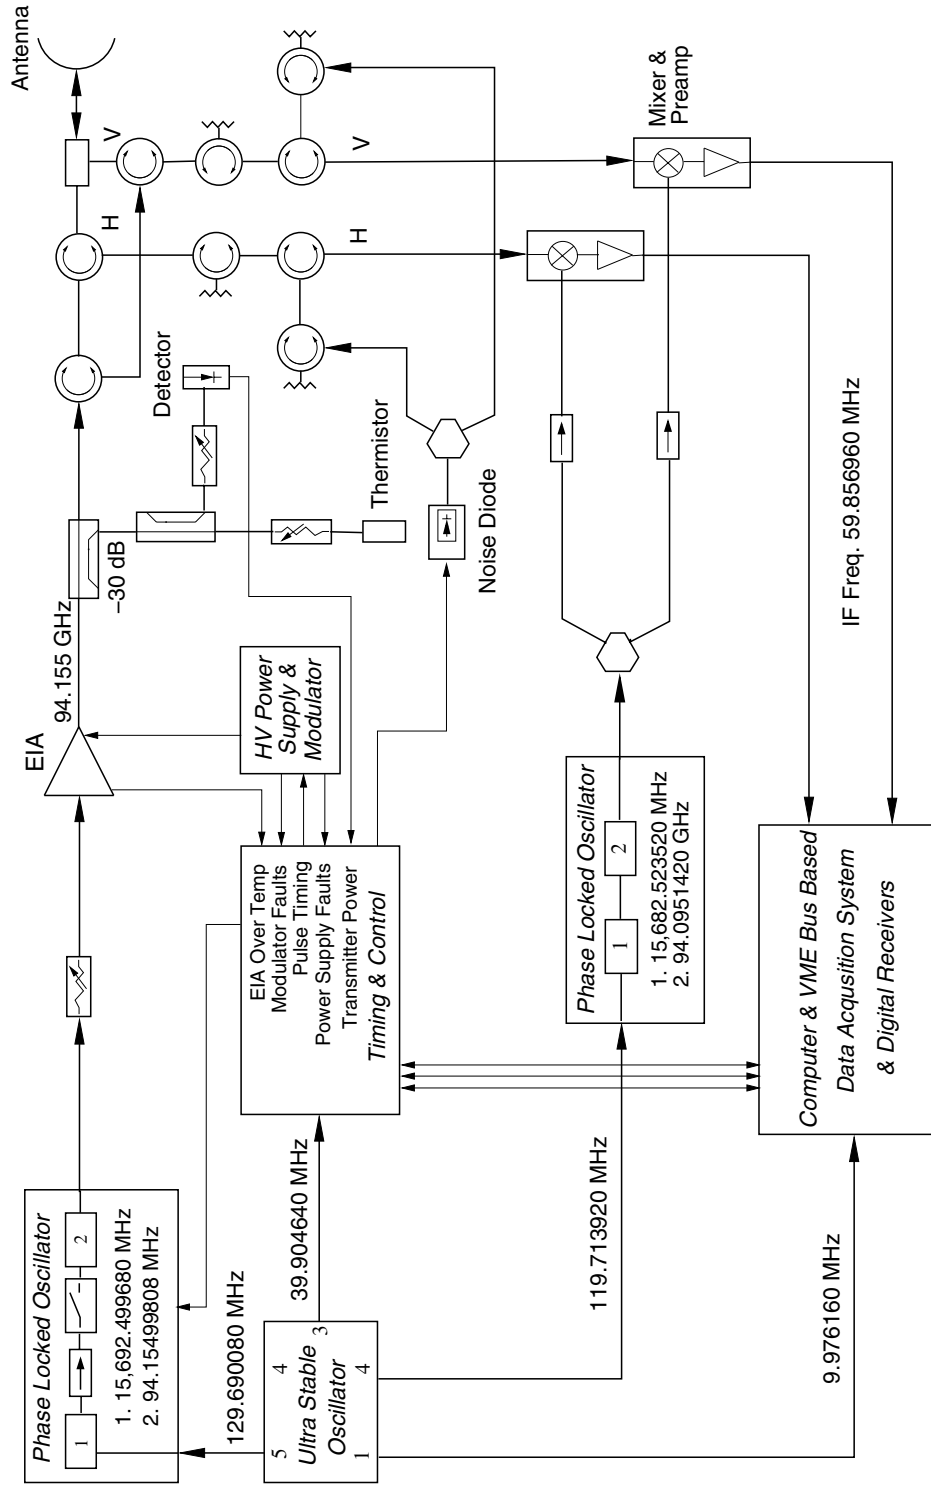 Phase Locked Oscillator
1
2
1. 15,692.499680 MHz
2. 94.15499808 MHz
129.690080 MHz
5
4
3
Ultra Stable
Oscillator
1
4
39.904640 MHz
119.713920 MHz
9.976160 MHz
EIA
94.155 GHz
–30 dB
HV Power
Supply &
Modulator
EIA Over Temp
Modulator Faults
Pulse Timing
Power Supply Faults
Transmitter Power
Timing & Control
Phase Locked Oscillator
1
2
1. 15,682.523520 MHz
2. 94.0951420 GHz
Computer & VME Bus Based
Data Acqusition System
& Digital Receivers
Detector
Thermistor
Noise Diode
Antenna
H
V
H
V
Mixer &
Preamp
IF Freq. 59.856960 MHz